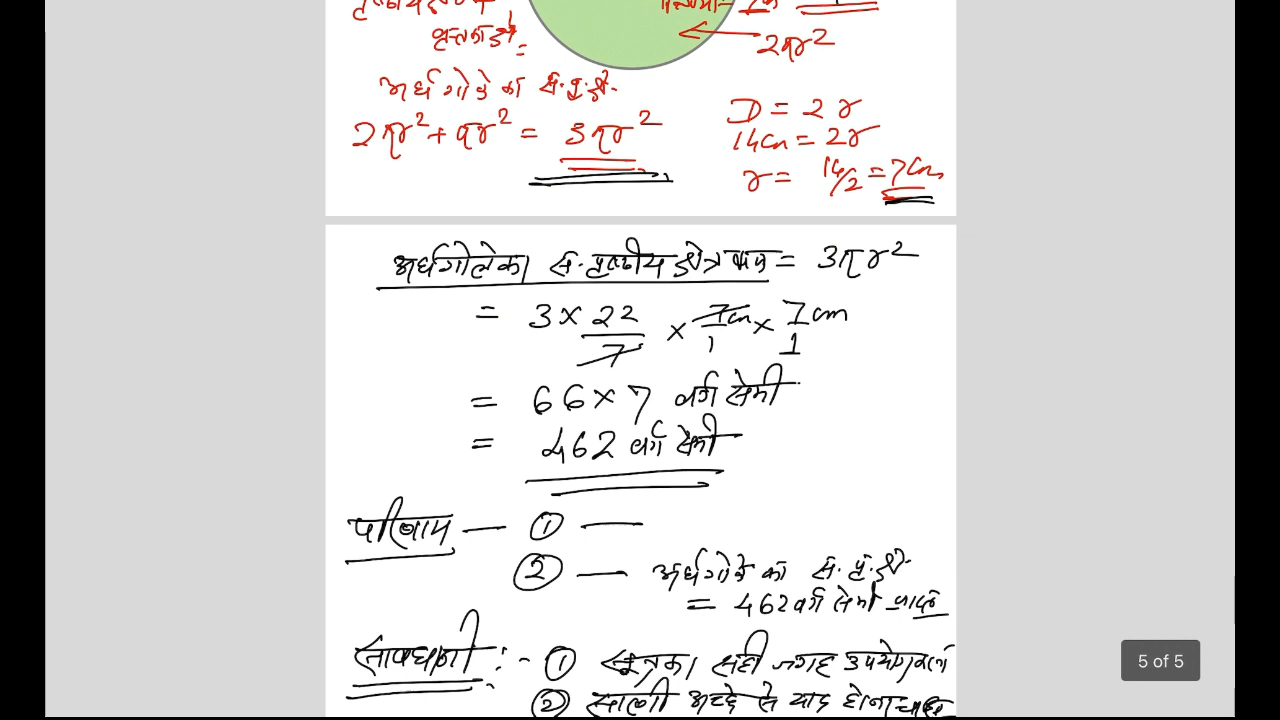 2πr²
अर्धगोले का सं.पृ.क्षे.
2πr² + πr² = 3πr²
D = 2r
14cm = 2r
r = 14/2 = 7cm
अर्धगोले का सं. पृष्ठीय क्षेत्रफल = 3πr²
= 3 × 22/7 × 7cm/1 × 7cm/1
= 66 × 7 वर्ग सेमी
= 462 वर्ग सेमी
परिणाम — ① —
② — अर्धगोले का सं. पृ. क्षे.
= 462 वर्ग सेमी
सावधानी :- ① सूत्र का सही जगह उपयोग
② सारणी अच्छे से याद होना
5 of 5